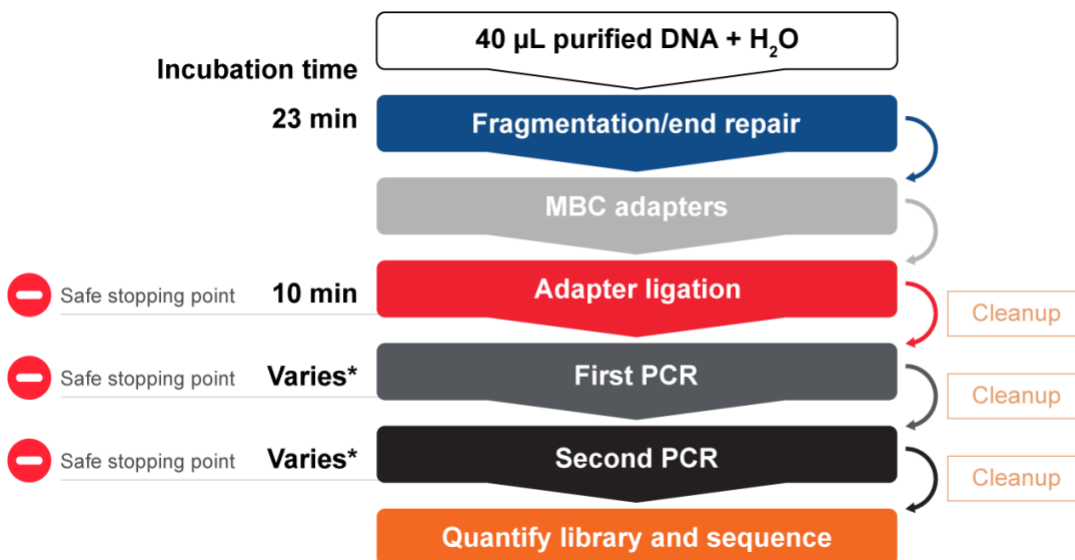 40 µL purified DNA + H₂O
Incubation time
23 min
Fragmentation/end repair
MBC adapters
Safe stopping point
10 min
Adapter ligation
Cleanup
Safe stopping point
Varies*
First PCR
Cleanup
Safe stopping point
Varies*
Second PCR
Cleanup
Quantify library and sequence